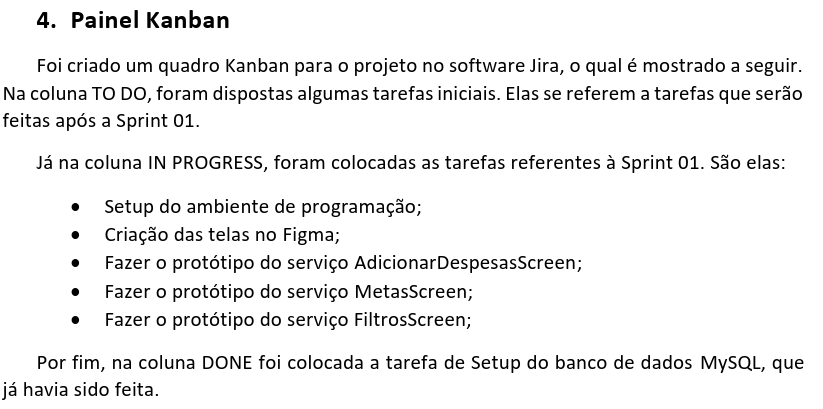 4. Painel Kanban
Foi criado um quadro Kanban para o projeto no software Jira, o qual é mostrado a seguir.
Na coluna TO DO, foram dispostas algumas tarefas iniciais. Elas se referem a tarefas que serão
feitas após a Sprint 01.
Já na coluna IN PROGRESS, foram colocadas as tarefas referentes à Sprint 01. São elas:
• Setup do ambiente de programação;
• Criação das telas no Figma;
• Fazer o protótipo do serviço AdicionarDespesasScreen;
• Fazer o protótipo do serviço MetasScreen;
• Fazer o protótipo do serviço FiltrosScreen;
Por fim, na coluna DONE foi colocada a tarefa de Setup do banco de dados MySQL, que
já havia sido feita.